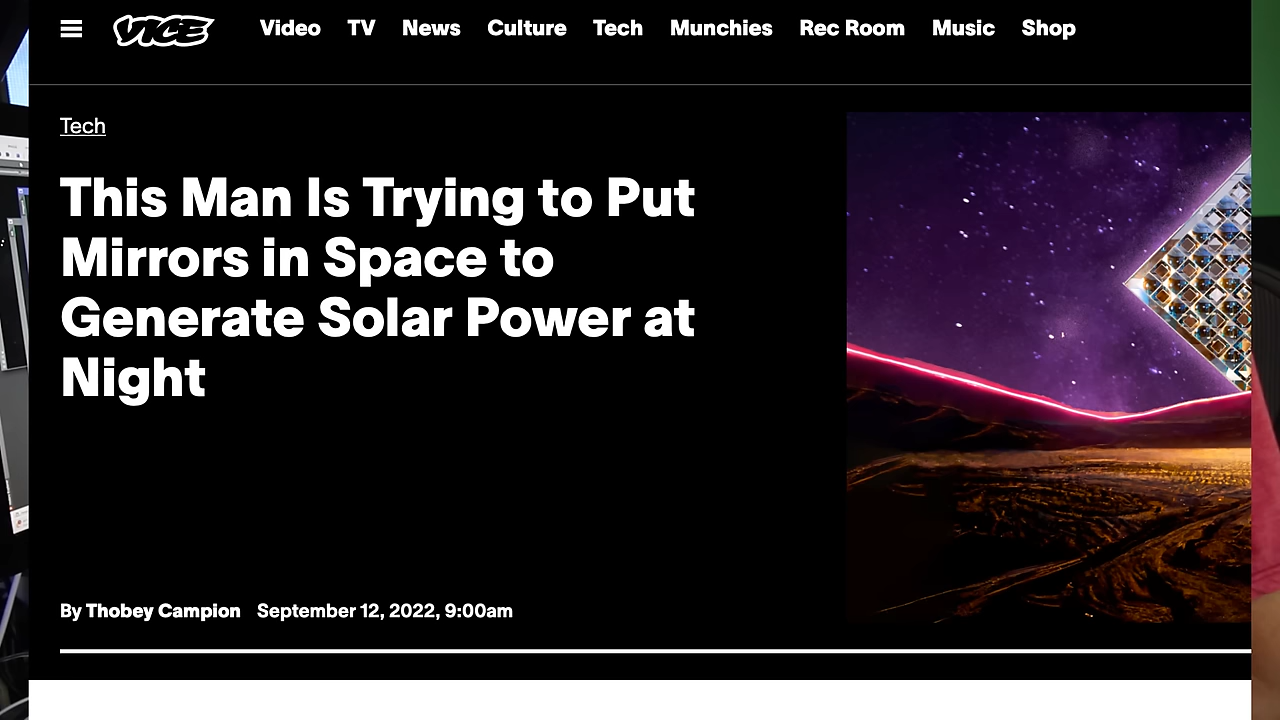 VICE Video TV News Culture Tech Munchies Rec Room Music Shop
Tech
This Man Is Trying to Put
Mirrors in Space to
Generate Solar Power at
Night
By Thobey Campion September 12, 2022, 9:00am